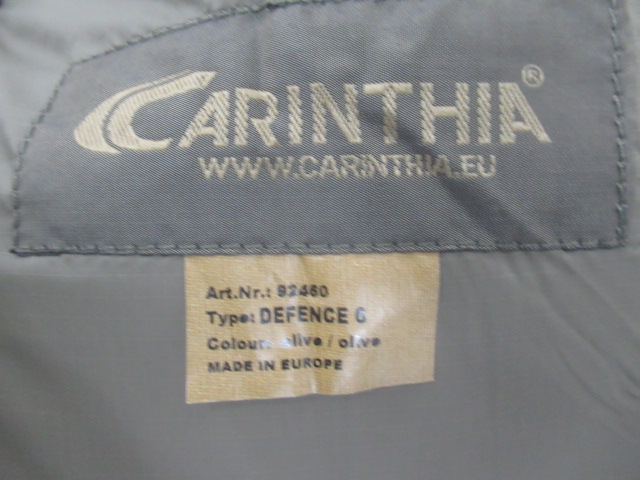 CARINTHIA®
WWW.CARINTHIA.EU
Art.Nr.: 92460
Type: DEFENCE 6
Colour: olive / olive
MADE IN EUROPE